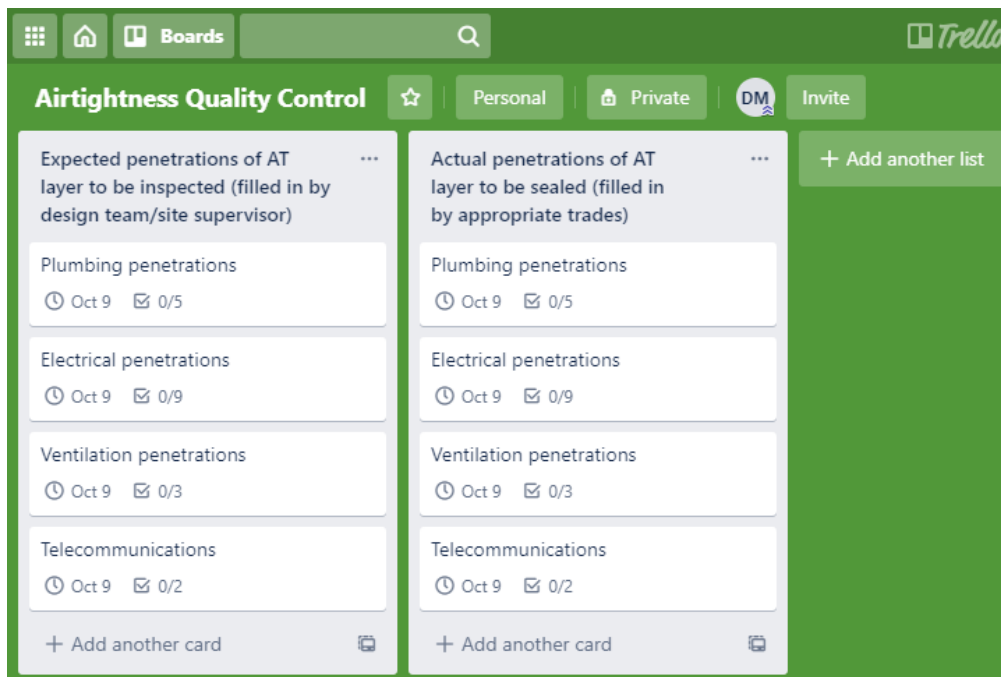 Boards
Trello
Airtightness Quality Control
Personal
Private
DM
Invite
Expected penetrations of AT
layer to be inspected (filled in by
design team/site supervisor)
Plumbing penetrations
Oct 9 0/5
Electrical penetrations
Oct 9 0/9
Ventilation penetrations
Oct 9 0/3
Telecommunications
Oct 9 0/2
+ Add another card
Actual penetrations of AT
layer to be sealed (filled in
by appropriate trades)
Plumbing penetrations
Oct 9 0/5
Electrical penetrations
Oct 9 0/9
Ventilation penetrations
Oct 9 0/3
Telecommunications
Oct 9 0/2
+ Add another card
+ Add another list